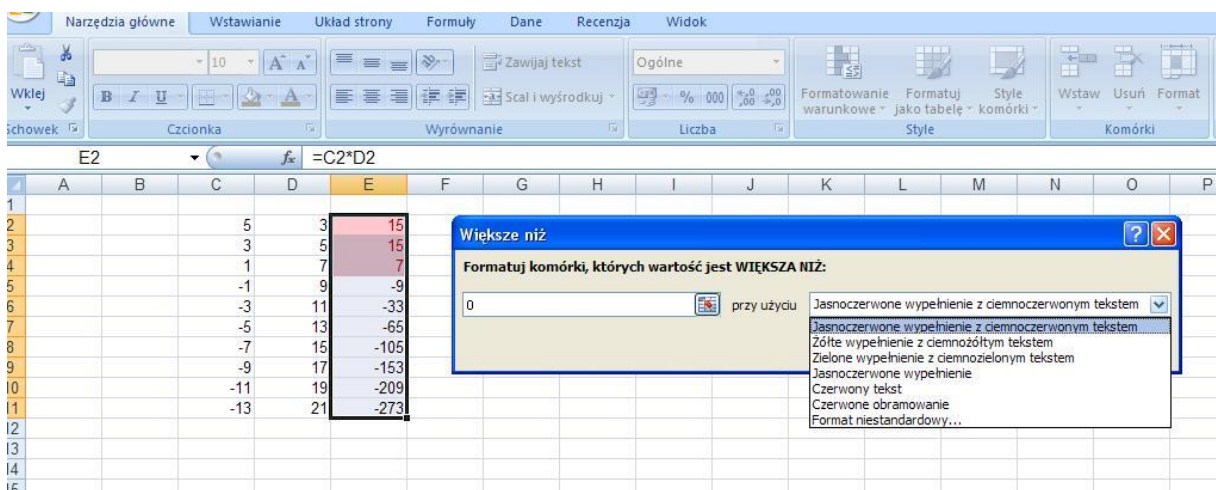 Narzędzia główne Wstawianie Układ strony Formuły Dane Recenzja Widok
10 A A Zawijaj tekst Ogólne
Wklej B I U A Scal i wyśrodkuj % 000 Formatowanie warunkowe Formatuj jako tabelę Style komórki Wstaw Usuń Format
Schowek Czcionka Wyrównanie Liczba Style Komórki
E2 fx =C2*D2
A B C D E F G H I J K L M N O P
1
2 5 3 15
3 3 5 15
4 1 7 7
5 -1 9 -9
6 -3 11 -33
7 -5 13 -65
8 -7 15 -105
9 -9 17 -153
10 -11 19 -209
11 -13 21 -273
12
13
14
15
Większe niż
Formatuj komórki, których wartość jest WIĘKSZA NIŻ:
0 przy użyciu Jasnoczerwone wypełnienie z ciemnoczerwonym tekstem
Jasnoczerwone wypełnienie z ciemnoczerwonym tekstem
Żółte wypełnienie z ciemnożółtym tekstem
Zielone wypełnienie z ciemnozielonym tekstem
Jasnoczerwone wypełnienie
Czerwony tekst
Czerwone obramowanie
Format niestandardowy...